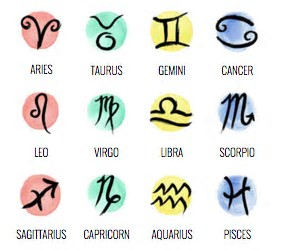 ARIES TAURUS GEMINI CANCER
LEO VIRGO LIBRA SCORPIO
SAGITTARIUS CAPRICORN AQUARIUS PISCES